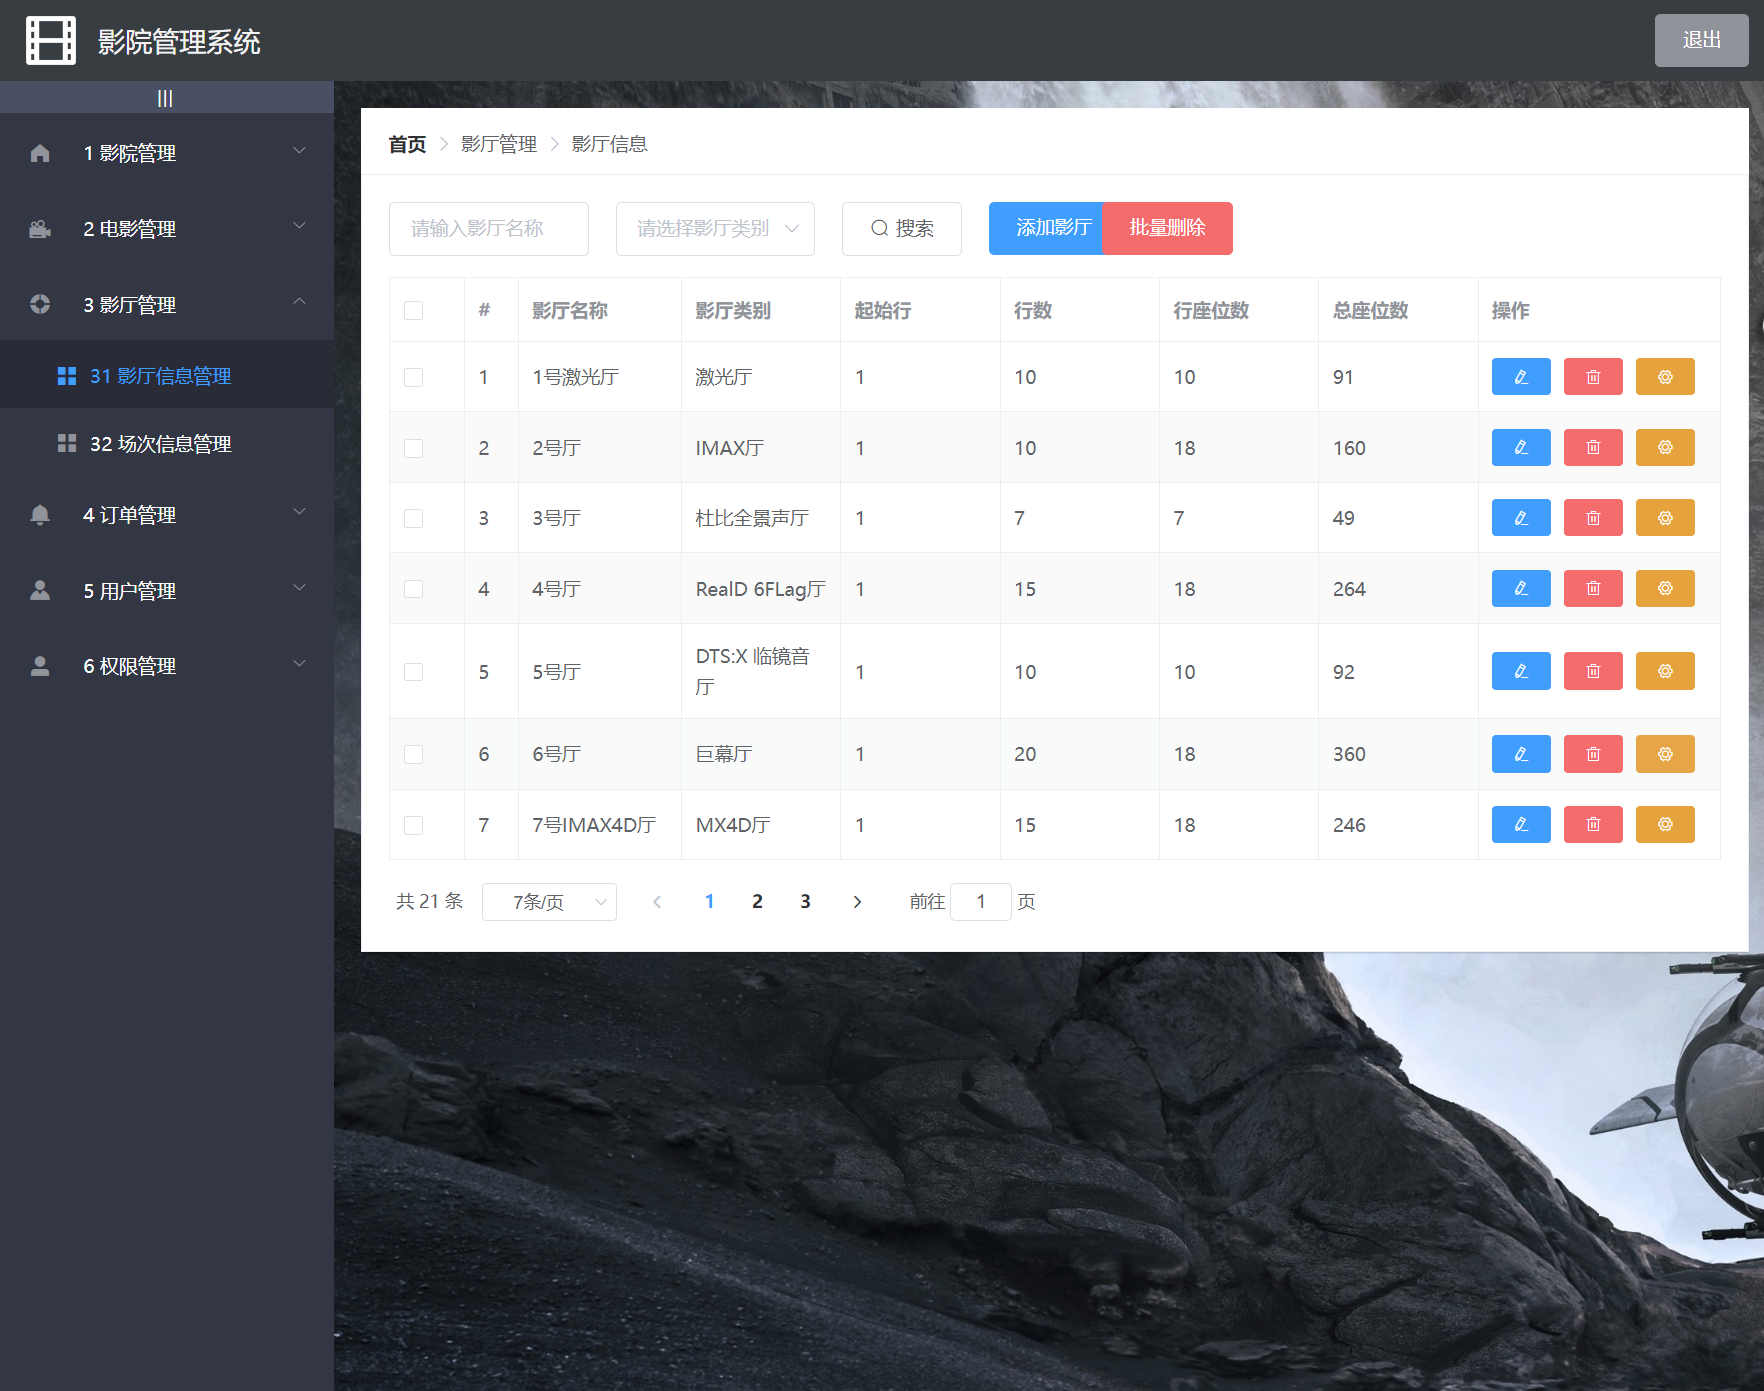 影院管理系统
退出
|||
1 影院管理
2 电影管理
3 影厅管理
31 影厅信息管理
32 场次信息管理
4 订单管理
5 用户管理
6 权限管理
首页 影厅管理 影厅信息
请输入影厅名称 请选择影厅类别 搜索 添加影厅 批量删除
# 影厅名称 影厅类别 起始行 行数 行座位数 总座位数 操作
1 1号激光厅 激光厅 1 10 10 91
2 2号厅 IMAX厅 1 10 18 160
3 3号厅 杜比全景声厅 1 7 7 49
4 4号厅 RealD 6FLag厅 1 15 18 264
5 5号厅 DTS:X 临镜音 1 10 10 92
厅
6 6号厅 巨幕厅 1 20 18 360
7 7号IMAX4D厅 MX4D厅 1 15 18 246
共 21 条 7条/页 1 2 3 前往 1 页